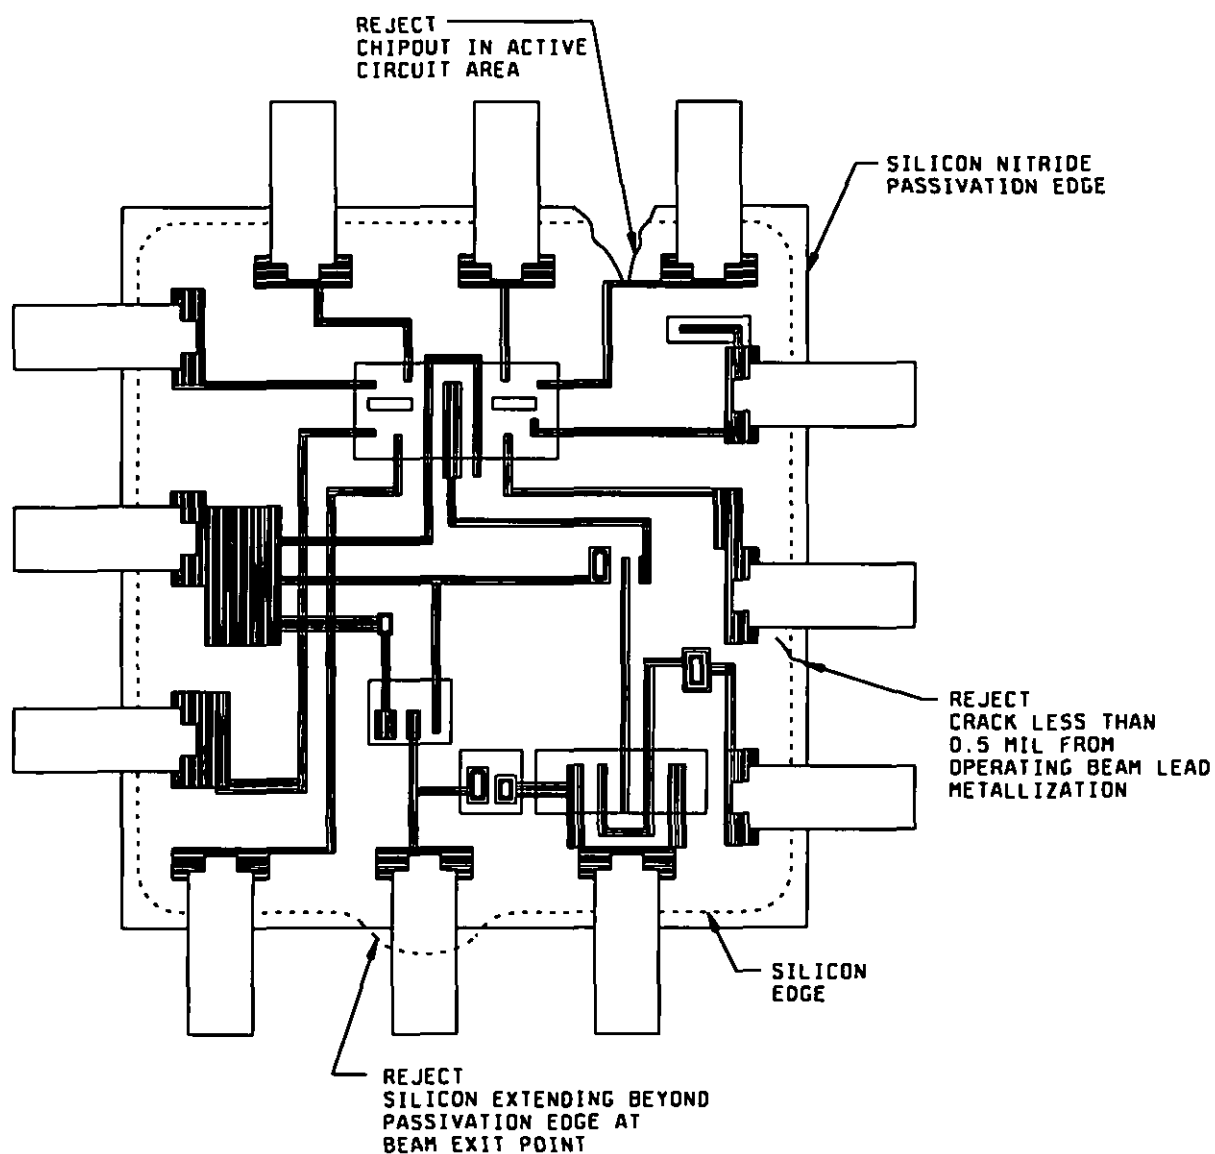 REJECT
CHIPOUT IN ACTIVE
CIRCUIT AREA
SILICON NITRIDE
PASSIVATION EDGE
REJECT
CRACK LESS THAN
0.5 MIL FROM
OPERATING BEAM LEAD
METALLIZATION
SILICON
EDGE
REJECT
SILICON EXTENDING BEYOND
PASSIVATION EDGE AT
BEAM EXIT POINT